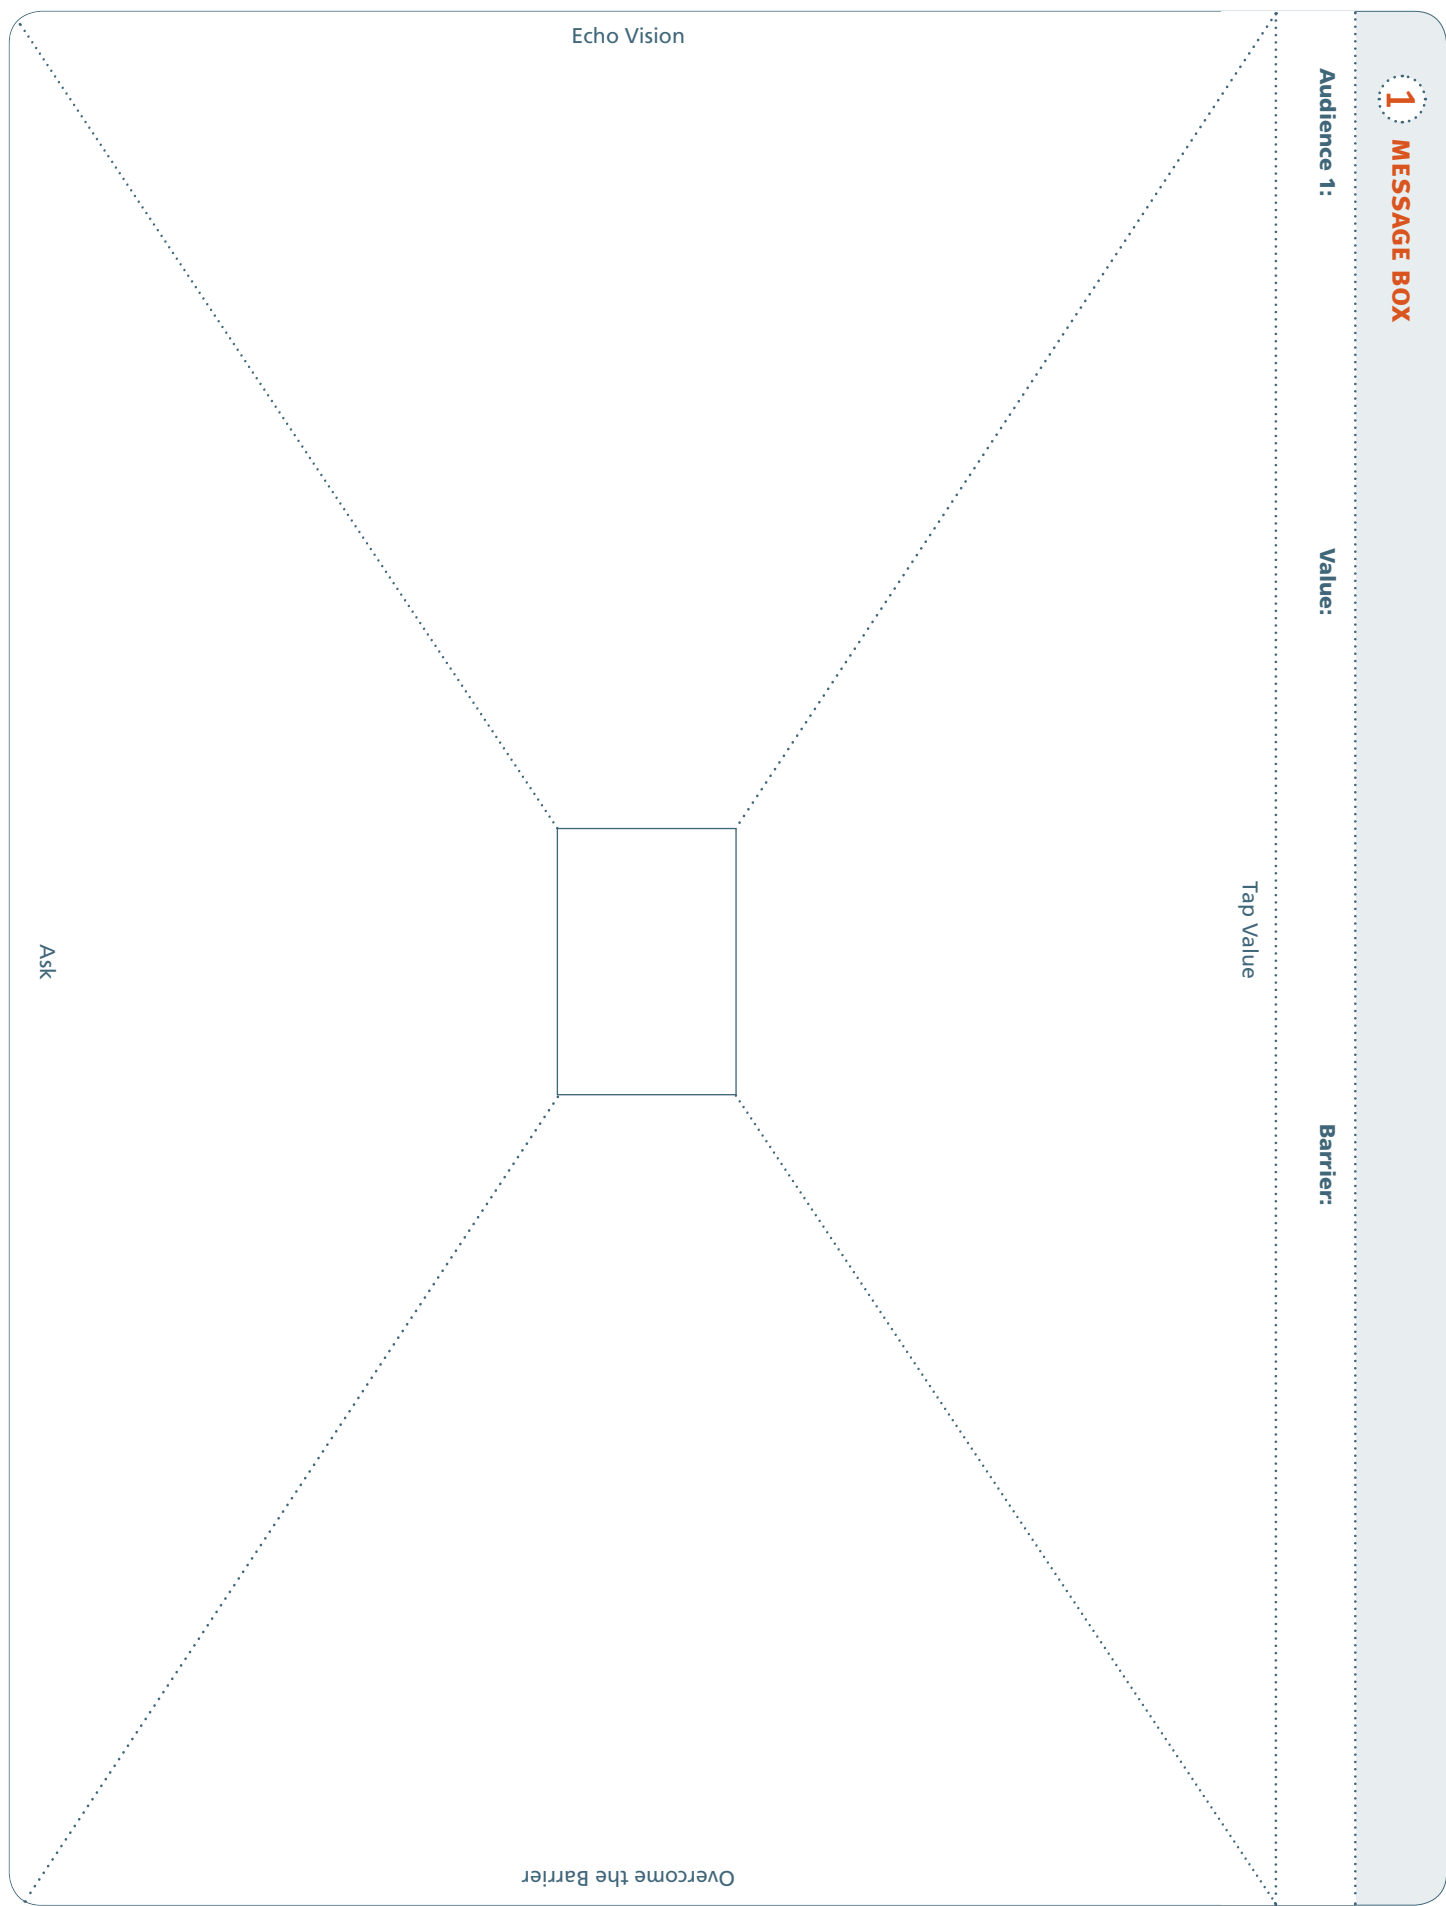 1 MESSAGE BOX
Audience 1: Value: Barrier:
Tap Value
Echo Vision
Overcome the Barrier
Ask